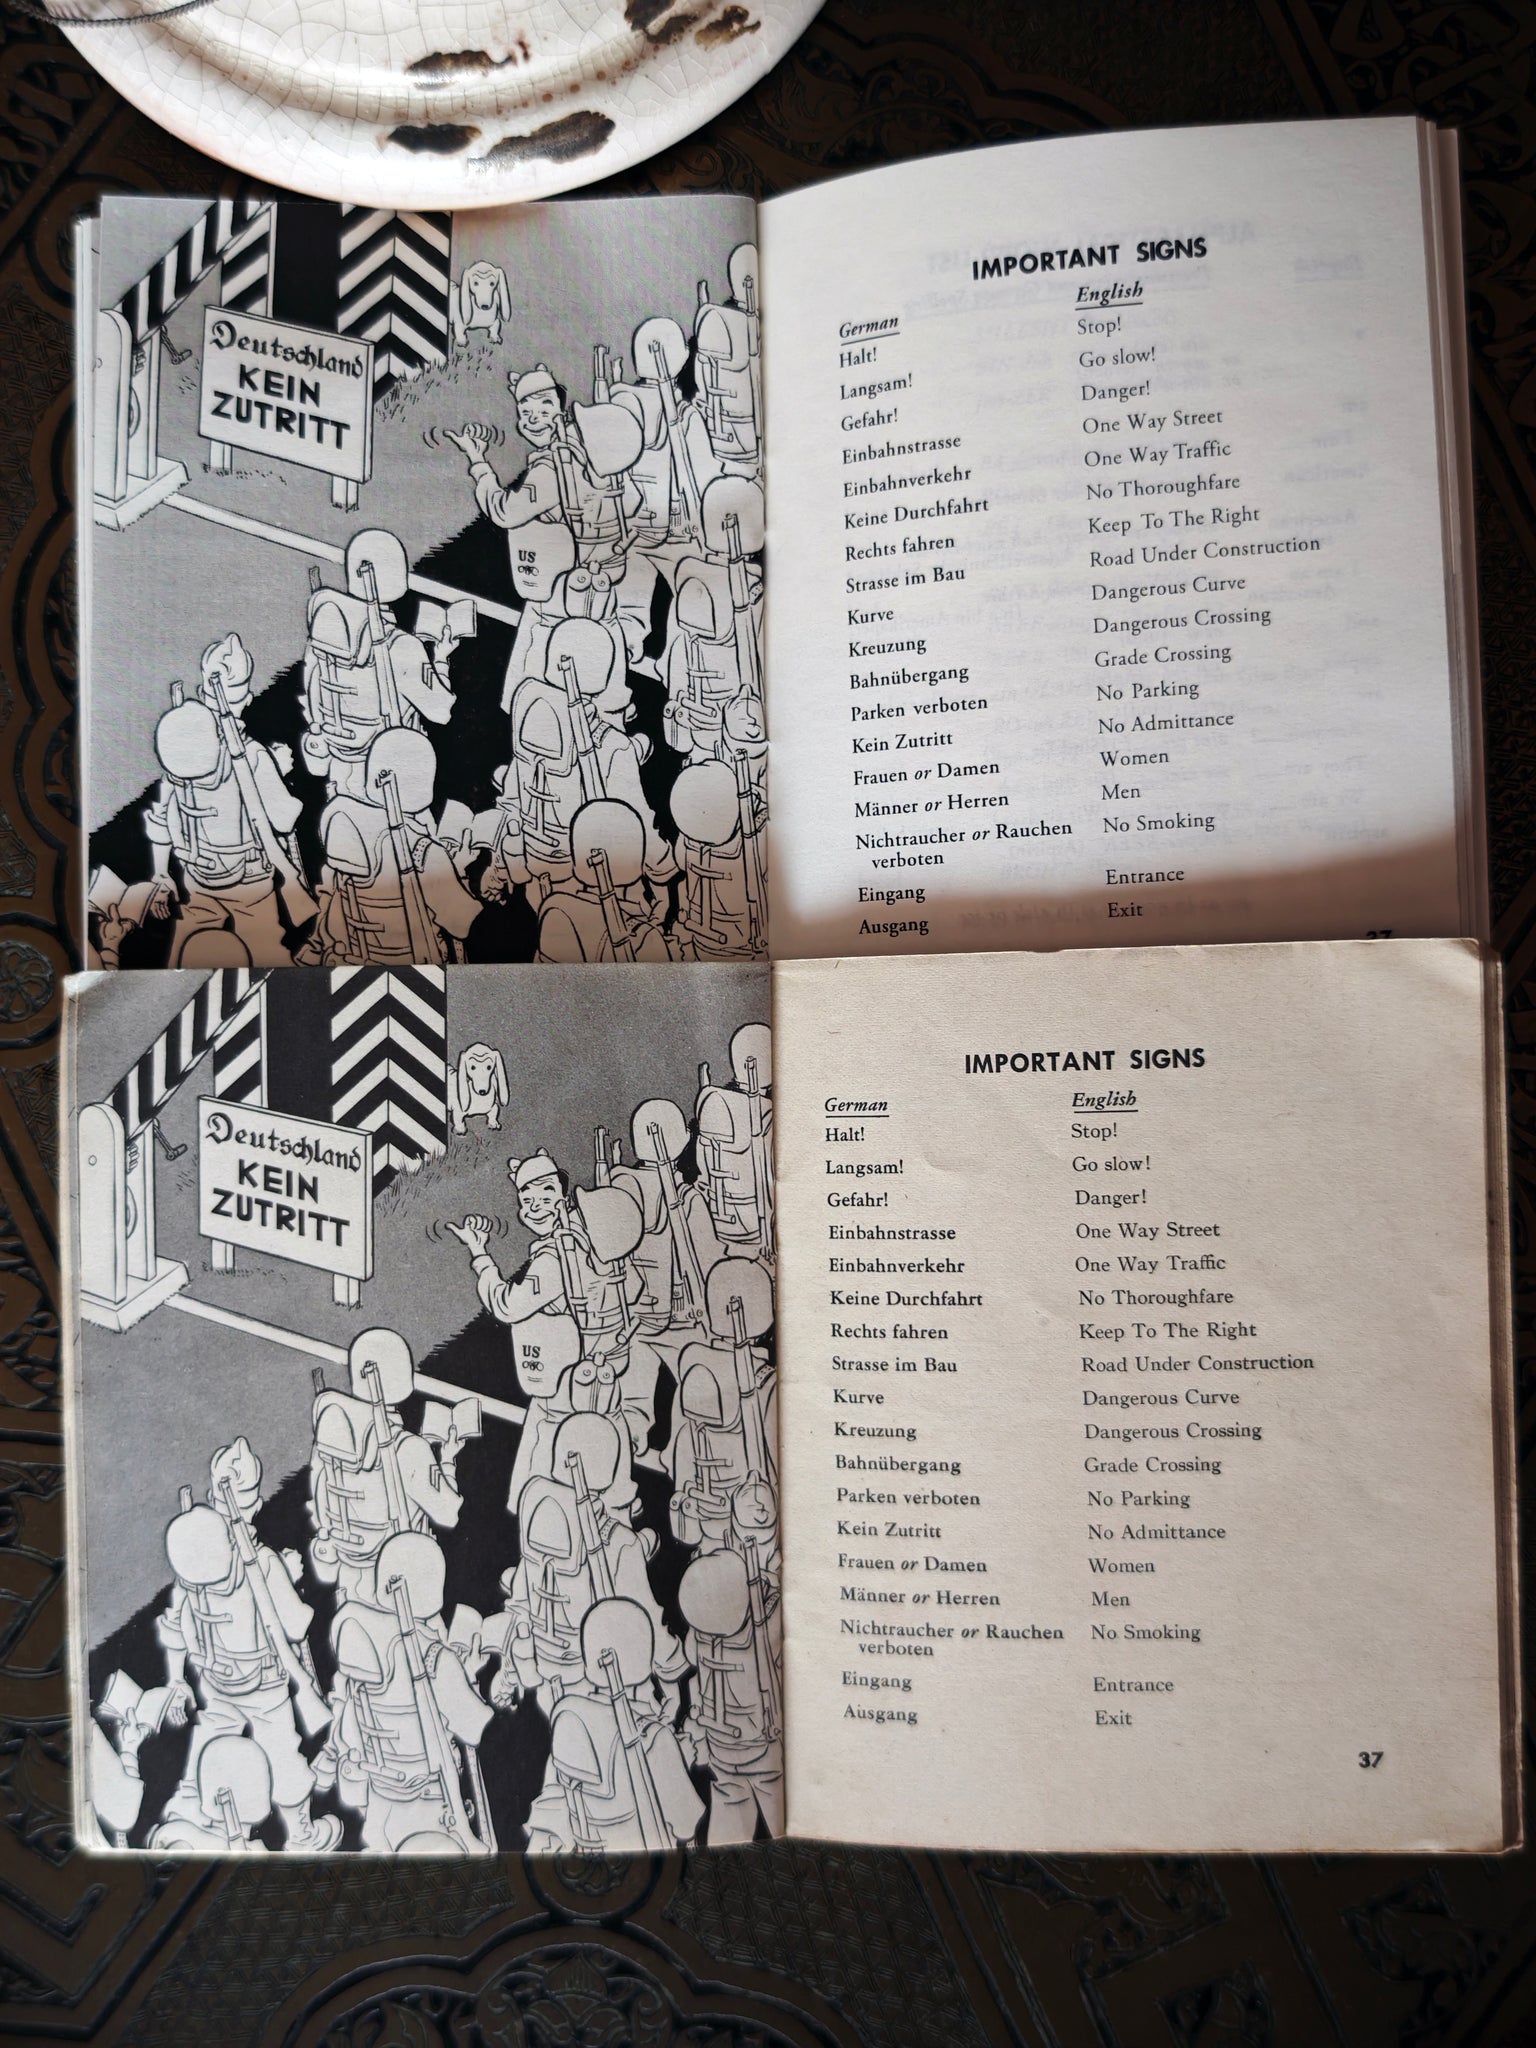 Deutschland
KEIN
ZUTRITT
US
IMPORTANT SIGNS
German English
Halt! Stop!
Langsam! Go slow!
Gefahr! Danger!
Einbahnstrasse One Way Street
Einbahnverkehr One Way Traffic
Keine Durchfahrt No Thoroughfare
Rechts fahren Keep To The Right
Strasse im Bau Road Under Construction
Kurve Dangerous Curve
Kreuzung Dangerous Crossing
Bahnübergang Grade Crossing
Parken verboten No Parking
Kein Zutritt No Admittance
Frauen or Damen Women
Männer or Herren Men
Nichtraucher or Rauchen No Smoking
verboten
Eingang Entrance
Ausgang Exit
37
Deutschland
KEIN
ZUTRITT
US
IMPORTANT SIGNS
German English
Halt! Stop!
Langsam! Go slow!
Gefahr! Danger!
Einbahnstrasse One Way Street
Einbahnverkehr One Way Traffic
Keine Durchfahrt No Thoroughfare
Rechts fahren Keep To The Right
Strasse im Bau Road Under Construction
Kurve Dangerous Curve
Kreuzung Dangerous Crossing
Bahnübergang Grade Crossing
Parken verboten No Parking
Kein Zutritt No Admittance
Frauen or Damen Women
Männer or Herren Men
Nichtraucher or Rauchen No Smoking
verboten
Eingang Entrance
Ausgang Exit
37